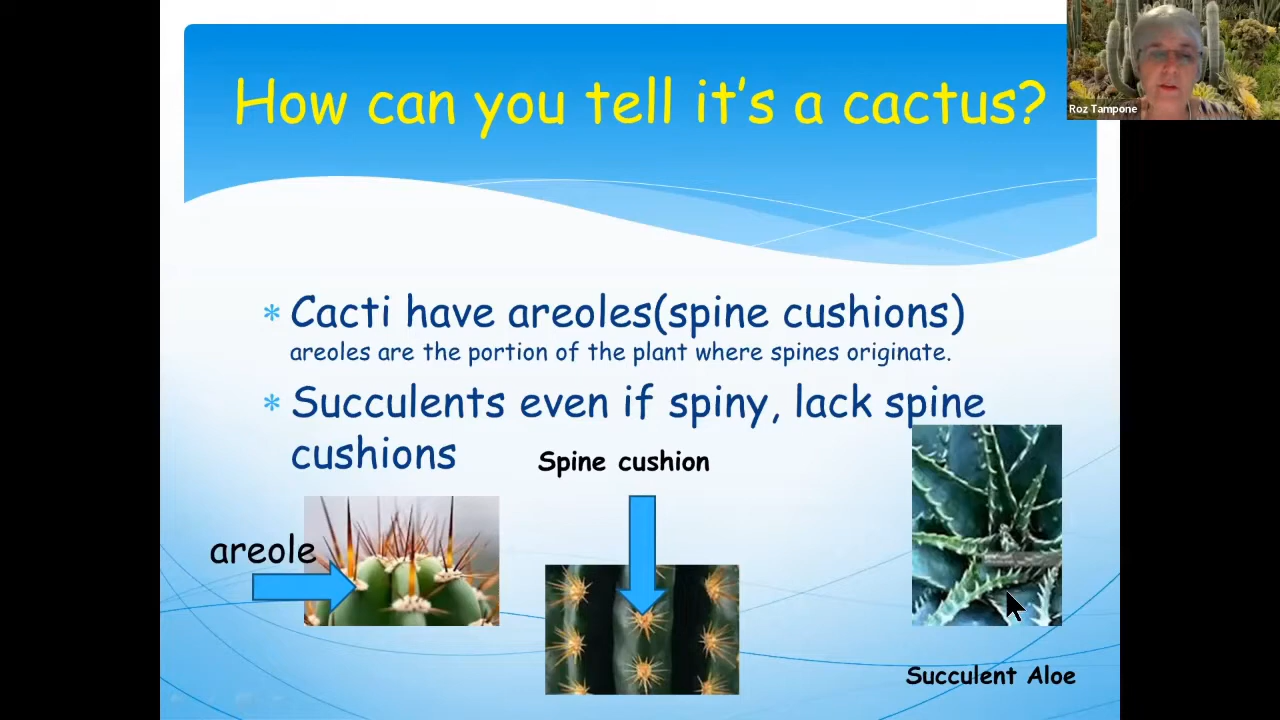 How can you tell it's a cactus?
Roz Tampone
* Cacti have areoles(spine cushions)
areoles are the portion of the plant where spines originate.
* Succulents even if spiny, lack spine
cushions
Spine cushion
areole
Succulent Aloe